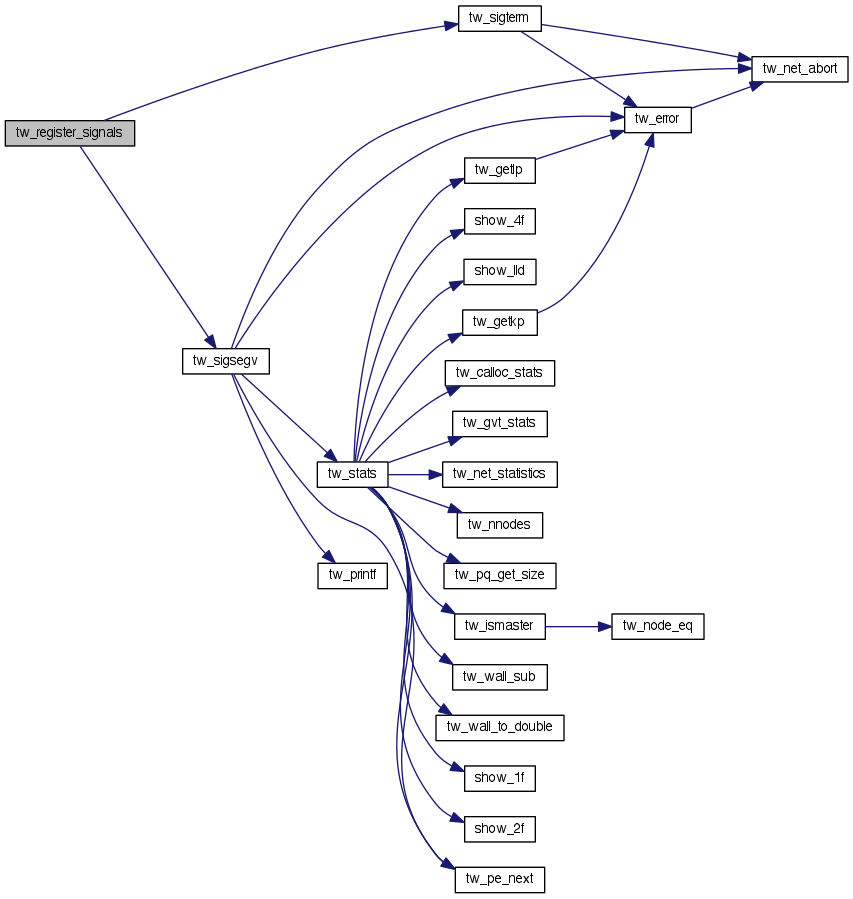 tw_sigterm
tw_net_abort
tw_error
tw_register_signals
tw_getlp
show_4f
show_lld
tw_getkp
tw_sigsegv
tw_calloc_stats
tw_gvt_stats
tw_stats
tw_net_statistics
tw_nnodes
tw_printf
tw_pq_get_size
tw_ismaster
tw_node_eq
tw_wall_sub
tw_wall_to_double
show_1f
show_2f
tw_pe_next